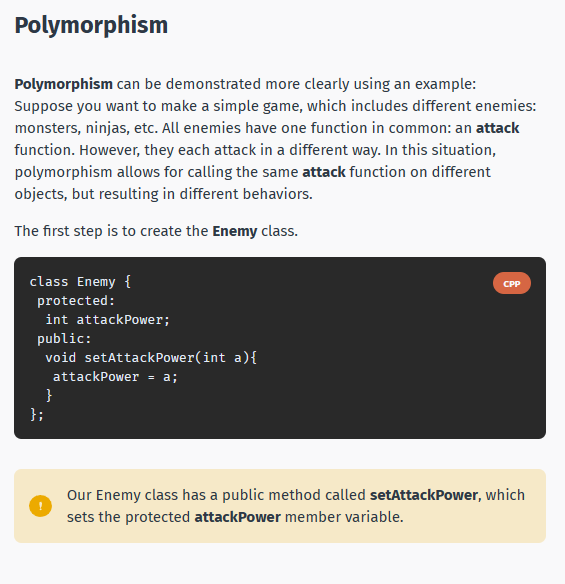 Polymorphism
Polymorphism can be demonstrated more clearly using an example:
Suppose you want to make a simple game, which includes different enemies:
monsters, ninjas, etc. All enemies have one function in common: an attack
function. However, they each attack in a different way. In this situation,
polymorphism allows for calling the same attack function on different
objects, but resulting in different behaviors.
The first step is to create the Enemy class.
CPP
class Enemy {
 protected:
  int attackPower;
 public:
  void setAttackPower(int a){
   attackPower = a;
  }
};
!
Our Enemy class has a public method called setAttackPower, which
sets the protected attackPower member variable.